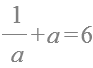 1/a + a = 6